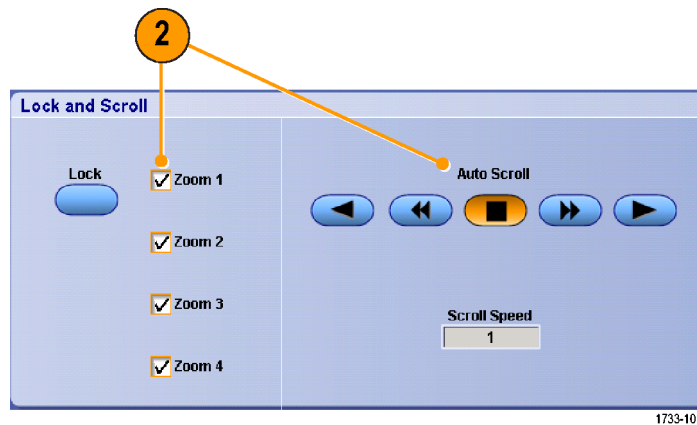 2
Lock and Scroll
Lock
Zoom 1
Zoom 2
Zoom 3
Zoom 4
Auto Scroll
Scroll Speed
1
1733-10